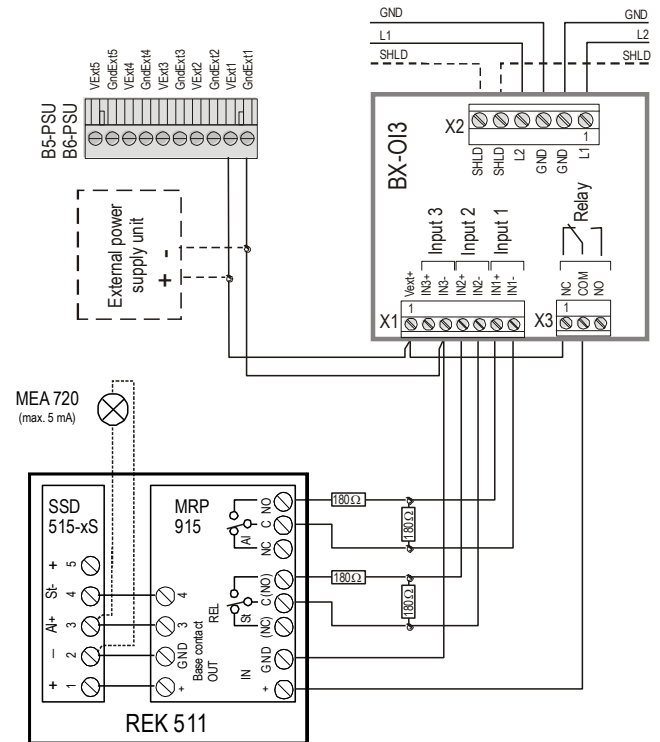 GND
GND
L1
L2
SHLD
SHLD
VExt5
GndExt5
VExt4
GndExt4
VExt3
GndExt3
VExt2
GndExt2
VExt1
GndExt1
B5-PSU
B6-PSU
External power
supply unit
+ -
BX-OI3
X2
1
SHLD
SHLD
L2
GND
GND
L1
Relay
Input 3
Input 2
Input 1
Vext+
IN3+
IN3-
IN2+
IN2-
IN1+
IN1-
NC
COM
NO
X1
1
X3
1
MEA 720
(max. 5 mA)
SSD
515-xS
MRP
915
+
5
St-
4
Al+
3
–
2
+
1
4
3
GND
+
Base contact
OUT
REL
IN
Al
NO
C
NC
St
(NO)
C
(NC)
GND
+
180Ω
180Ω
180Ω
180Ω
REK 511